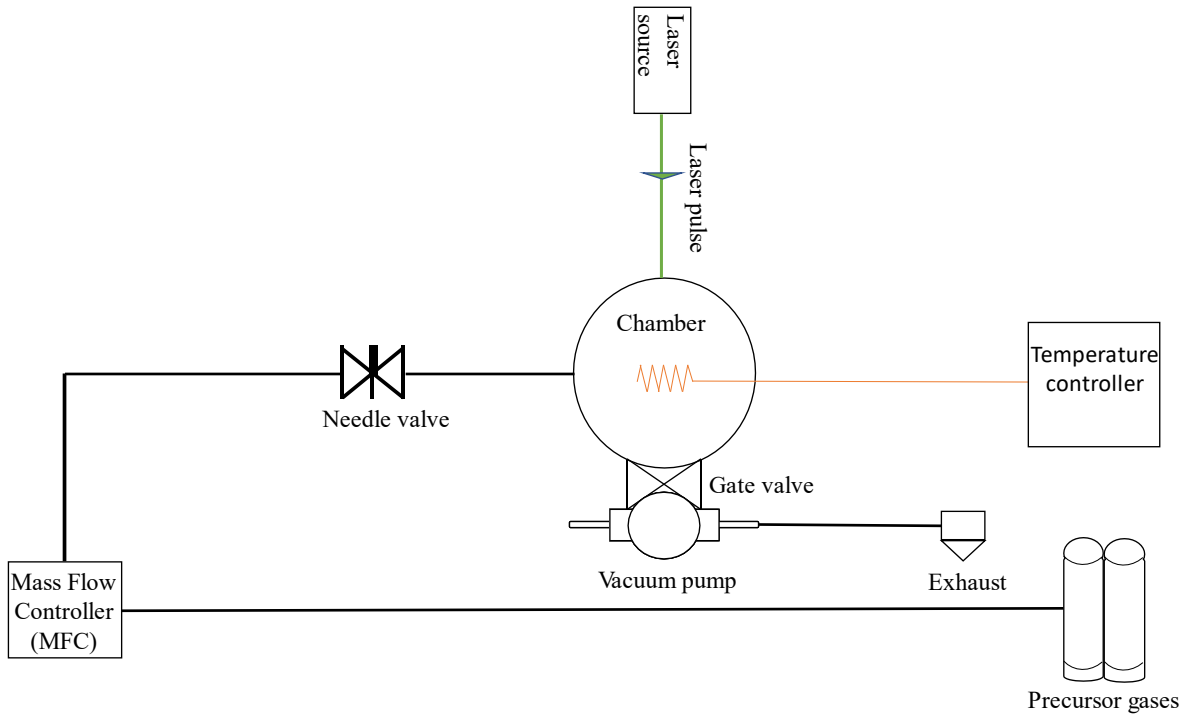 Laser
source
Laser pulse
Chamber
Temperature
controller
Needle valve
Gate valve
Vacuum pump
Exhaust
Mass Flow
Controller
(MFC)
Precursor gases